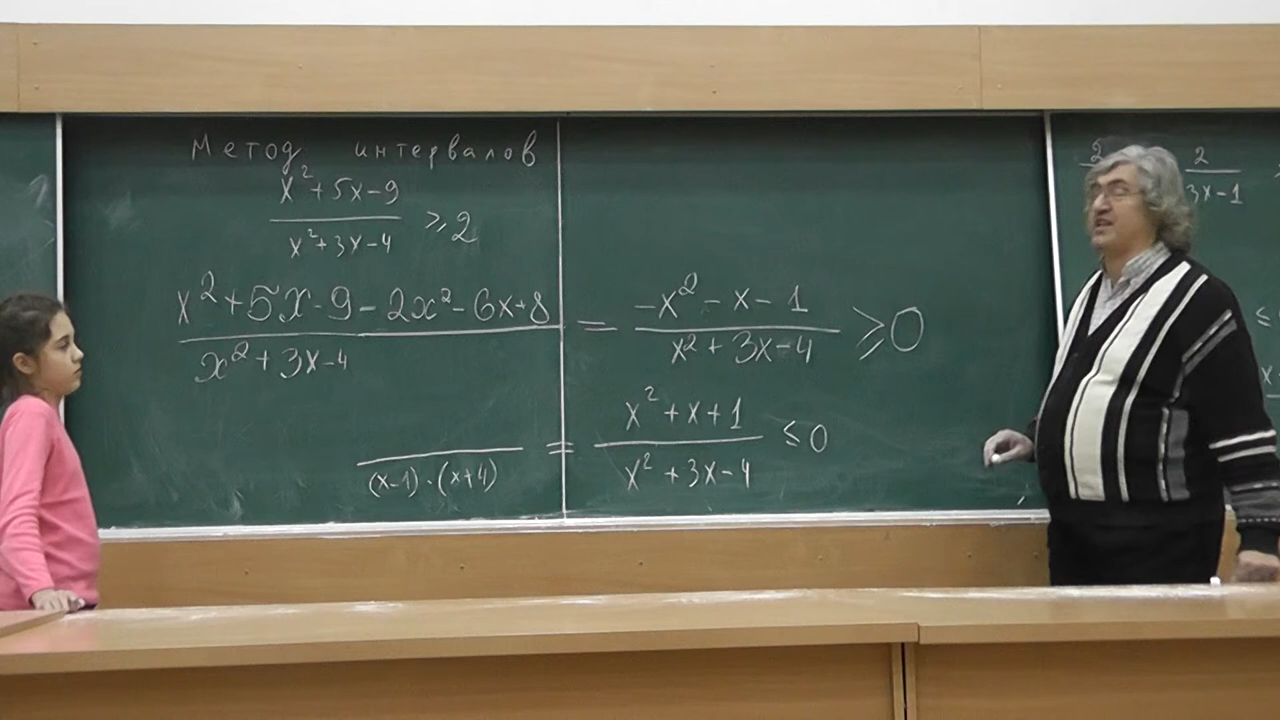 Метод интервалов
x²+5x-9
x²+3x-4 ≥2
x²+5x-9-2x²-6x+8
x²+3x-4
= -x²-x-1
x²+3x-4 ≥0
x²+x+1
(x-1)·(x+4) = x²+3x-4 ≤0
2
2
3x-1
≤
x